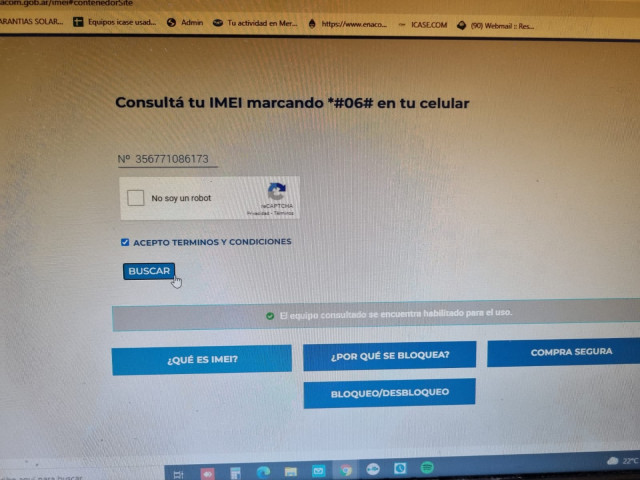 acom.gob.ar/imei#contenedorSite
ARANTIAS SOLAR...
Equipos icase usad...
Admin
Tu actividad en Mer...
https://www.enaco...
ICASE.COM
(90) Webmail :: Res...
Consultá tu IMEI marcando *#06# en tu celular
Nº 356771086173
No soy un robot
reCAPTCHA
Privacidad - Términos
ACEPTO TERMINOS Y CONDICIONES
BUSCAR
El equipo consultado se encuentra habilitado para el uso.
¿QUÉ ES IMEI?
¿POR QUÉ SE BLOQUEA?
COMPRA SEGURA
BLOQUEO/DESBLOQUEO
aquí para buscar
22°C